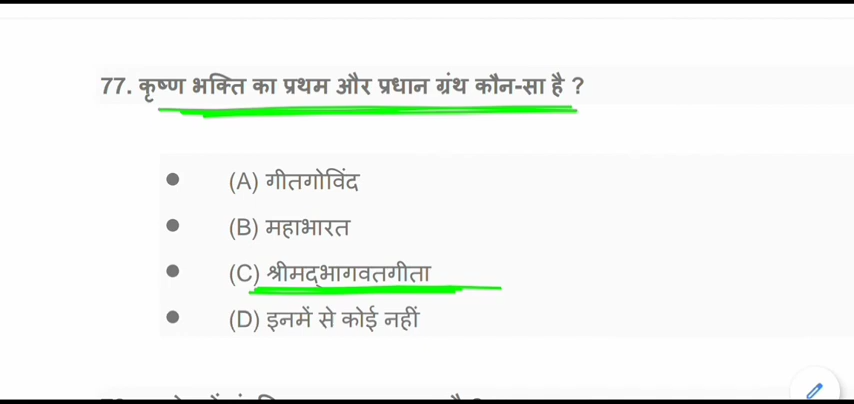 77. कृष्ण भक्ति का प्रथम और प्रधान ग्रंथ कौन-सा है ?
(A) गीतगोविंद
(B) महाभारत
(C) श्रीमद्भागवतगीता
(D) इनमें से कोई नहीं